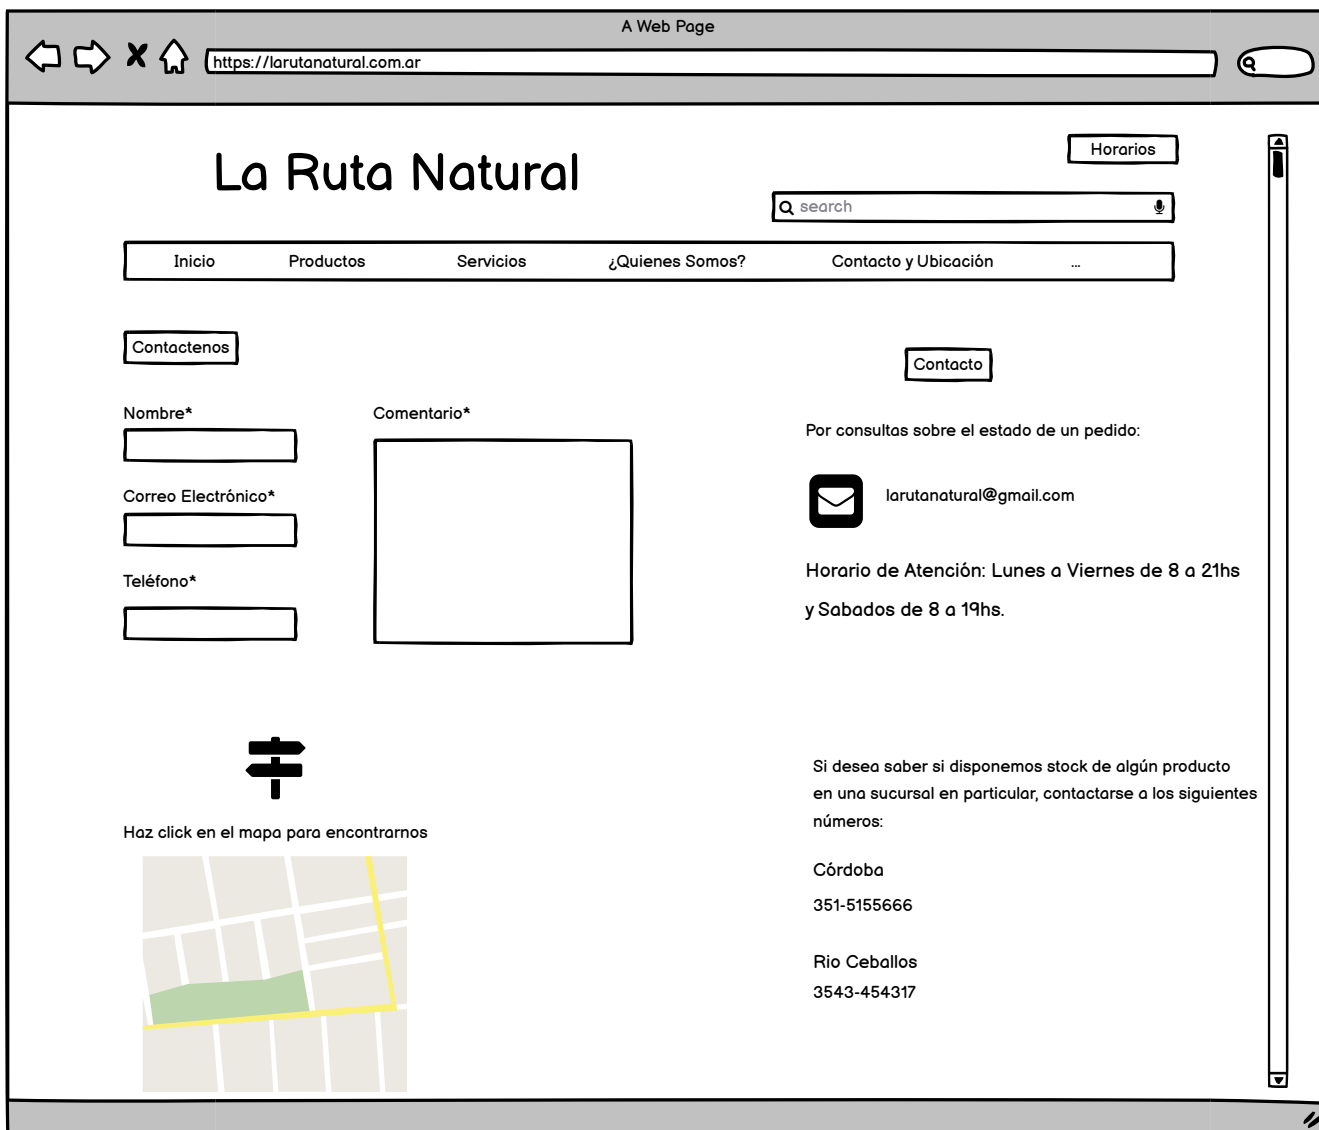 A Web Page
https://larutanatural.com.ar
La Ruta Natural
Horarios
search
Inicio Productos Servicios ¿Quienes Somos? Contacto y Ubicación ...
Contactenos
Contacto
Nombre*
Comentario*
Por consultas sobre el estado de un pedido:
Correo Electrónico*
larutanatural@gmail.com
Teléfono*
Horario de Atención: Lunes a Viernes de 8 a 21hs
y Sabados de 8 a 19hs.
Si desea saber si disponemos stock de algún producto
en una sucursal en particular, contactarse a los siguientes
números:
Haz click en el mapa para encontrarnos
Córdoba
351-5155666
Rio Ceballos
3543-454317